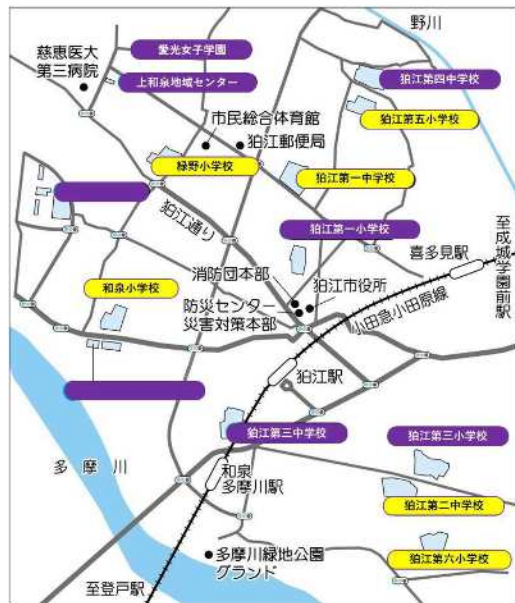 野川
慈恵医大
第三病院
愛光女子学園
上和泉地域センター
狛江第四中学校
狛江第五小学校
市民総合体育館
狛江郵便局
緑野小学校
狛江第一中学校
狛江通り
狛江第一小学校
至成城学園前駅
喜多見駅
和泉小学校
消防団本部
狛江市役所
防災センター
災害対策本部
小田急小田原線
狛江駅
狛江第三中学校
狛江第三小学校
多摩川
和泉
多摩川駅
狛江第二中学校
狛江第六小学校
多摩川緑地公園
グランド
至登戸駅